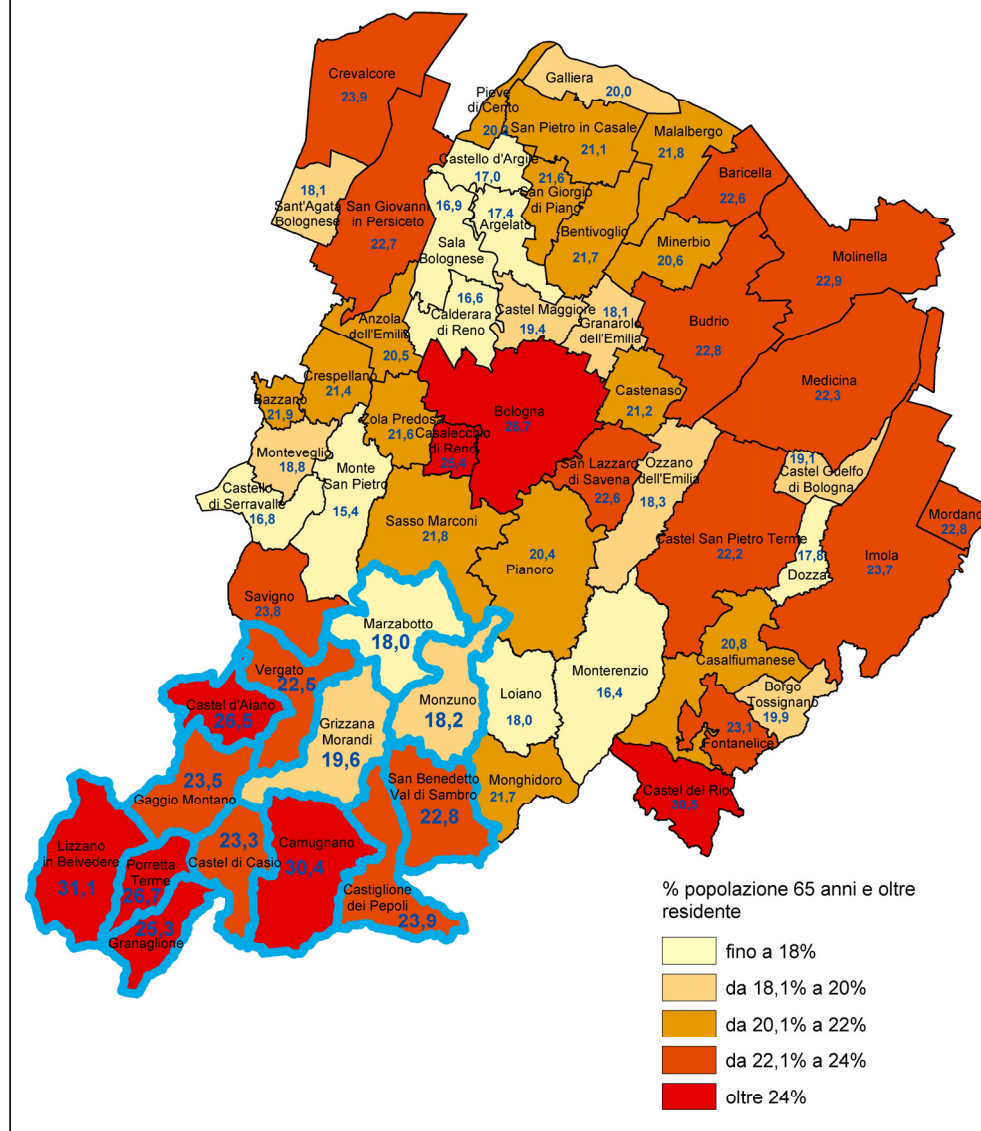 Crevalcore
23,9
Galliera
20,0
Pieve
di Cento
San Pietro in Casale
21,1
Malalbergo
21,8
Castello d'Argile
17,0
21,6
San Giorgio
di Piano
Baricella
22,6
18,1
Sant'Agata
Bolognese
San Giovanni
in Persiceto
22,7
16,9
Sala
Bolognese
17,4
Argelato
Bentivoglio
21,7
Minerbio
20,6
Molinella
22,9
16,6
Calderara
di Reno
Castel Maggiore
19,4
18,1
Granarolo
dell'Emilia
Budrio
22,8
Anzola
dell'Emilia
20,5
Crespellano
21,4
Medicina
22,3
Bazzano
21,9
Zola Predosa
21,6
Casalecchio
di Reno
25,4
Bologna
Castenaso
21,2
Monteveglio
18,8
Monte
San Pietro
15,4
San Lazzaro
di Savena
22,6
Ozzano
dell'Emilia
18,3
19,1
Castel Guelfo
di Bologna
Castello
di Serravalle
16,8
Sasso Marconi
21,8
20,4
Pianoro
Castel San Pietro Terme
22,2
17,8
Dozza
Imola
23,7
Mordano
22,8
Savigno
23,8
Marzabotto
18,0
Vergato
22,5
Monzuno
18,2
Loiano
18,0
Monterenzio
16,4
20,8
Casalfiumanese
Borgo
Tossignano
19,9
Castel d'Aiano
26,5
Grizzana
Morandi
19,6
23,1
Fontanelice
23,5
Gaggio Montano
San Benedetto
Val di Sambro
22,8
Monghidoro
21,7
Castel del Rio
30,5
Lizzano
in Belvedere
31,1
Porretta
Terme
26,7
23,3
Castel di Casio
Camugnano
30,4
Castiglione
dei Pepoli
23,9
25,3
Granaglione
% popolazione 65 anni e oltre
residente
fino a 18%
da 18,1% a 20%
da 20,1% a 22%
da 22,1% a 24%
oltre 24%